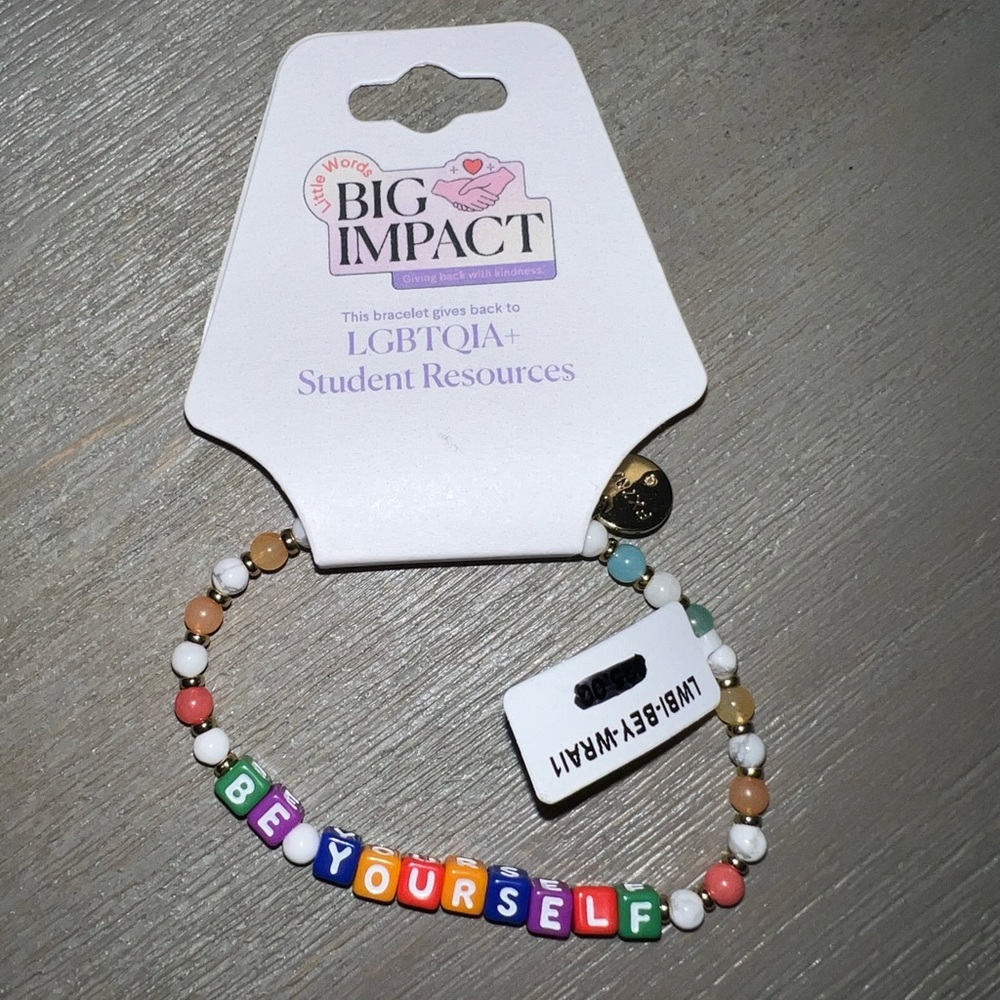 Little Words
BIG
IMPACT
Giving back with kindness.
This bracelet gives back to
LGBTQIA+
Student Resources
LWBI-BEY-WRAI1
BE YOURSELF